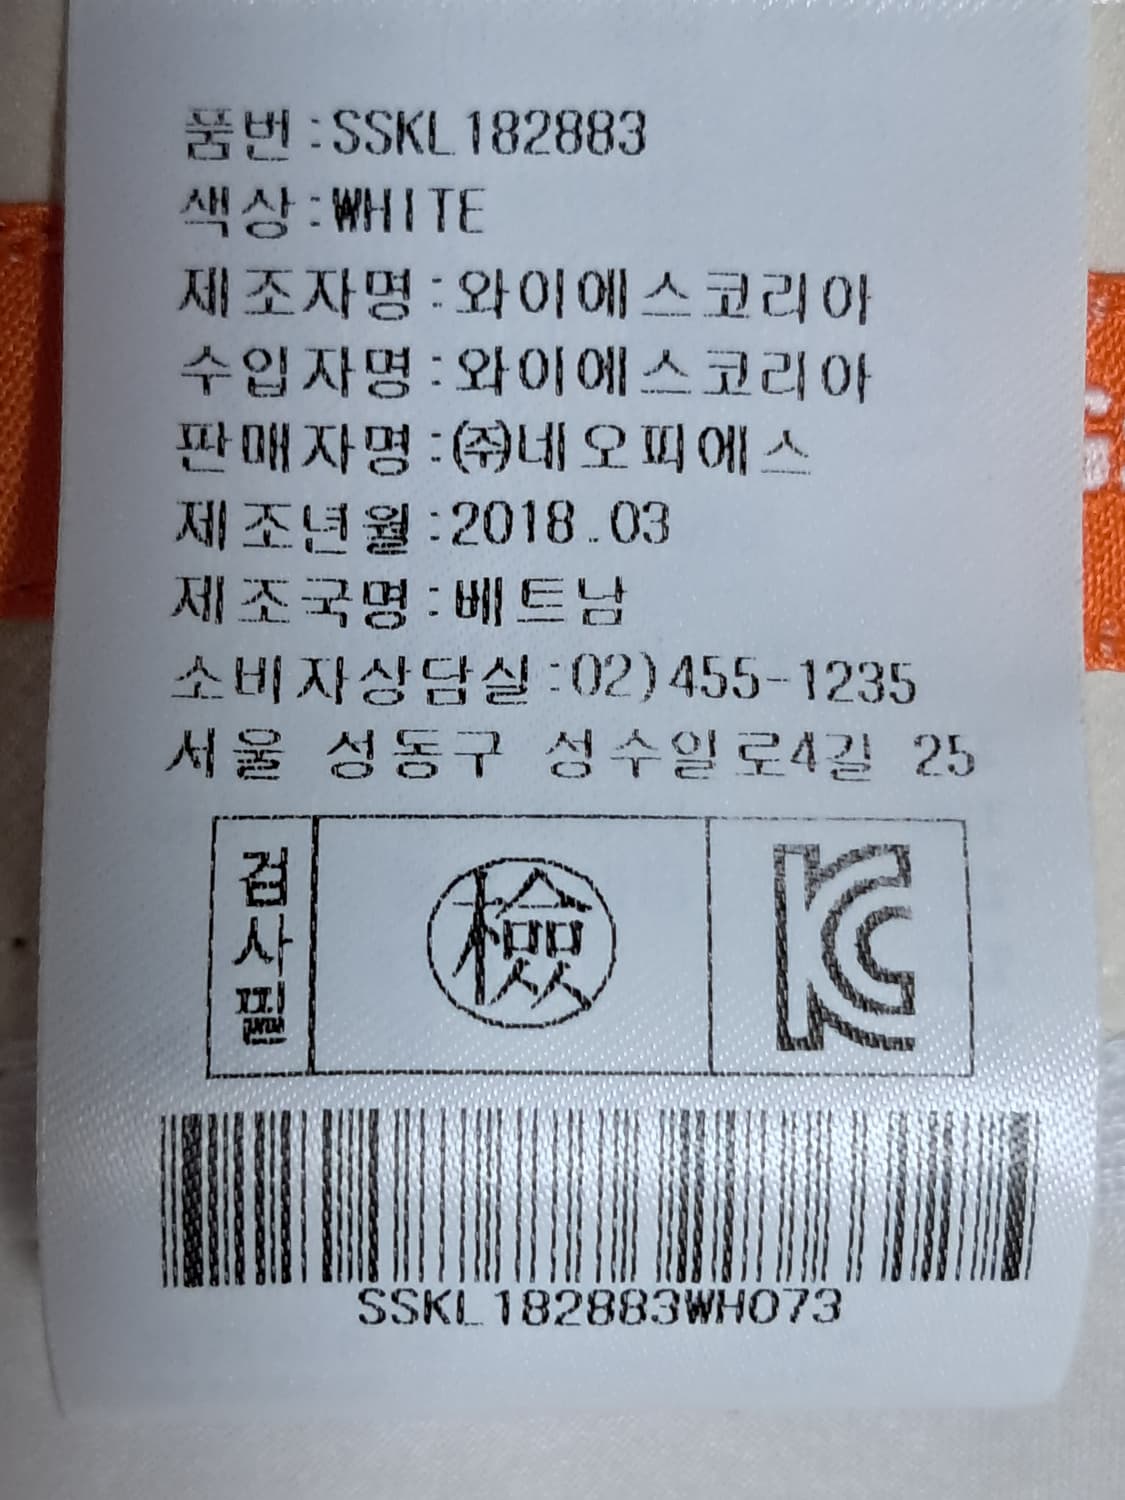 품번:SSKL182883
색상:WHITE
제조자명:와이에스코리아
수입자명:와이에스코리아
판매자명:㈜네오피에스
제조년월:2018.03
제조국명:베트남
소비자상담실:02)455-1235
서울 성동구 성수일로4길 25
검사필
檢
KC
SSKL182883WH073